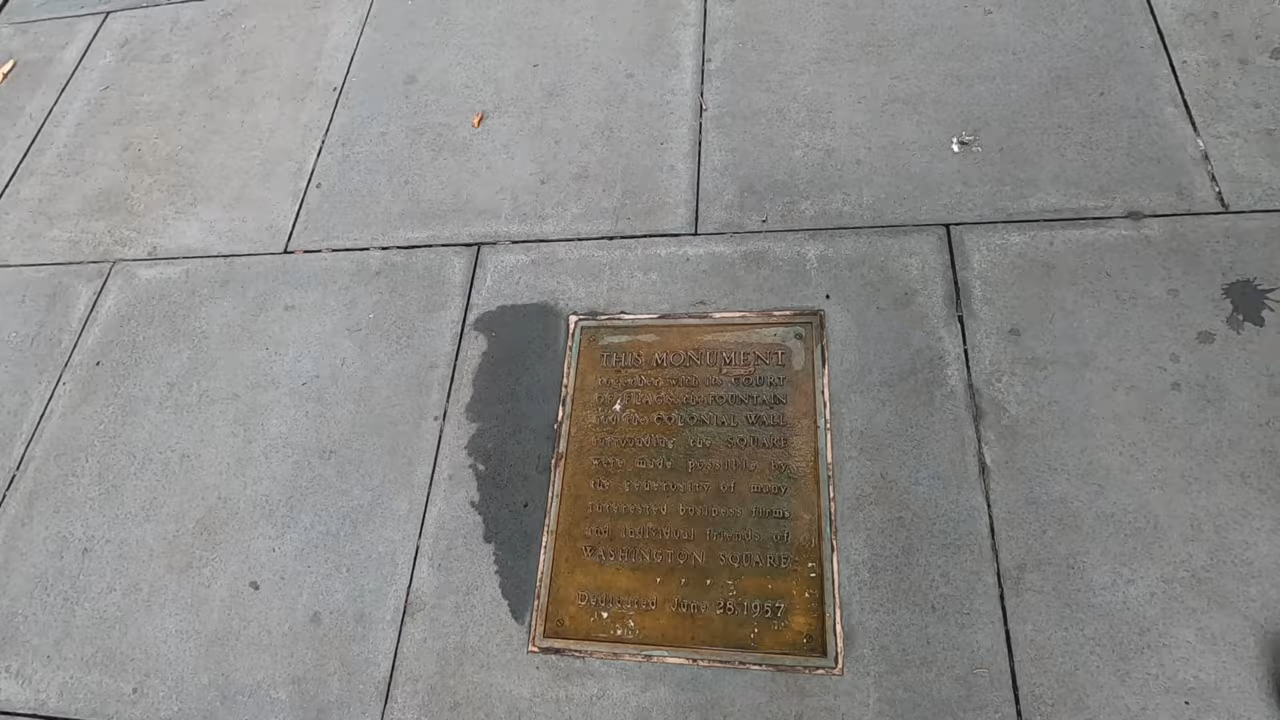 THIS MONUMENT
together with its COURT
OF FLAGS the FOUNTAIN
and the COLONIAL WALL
surrounding the SQUARE
were made possible by
the generosity of many
interested business firms
and individual friends of
WASHINGTON SQUARE
, , ,
Dedicated June 28, 1957